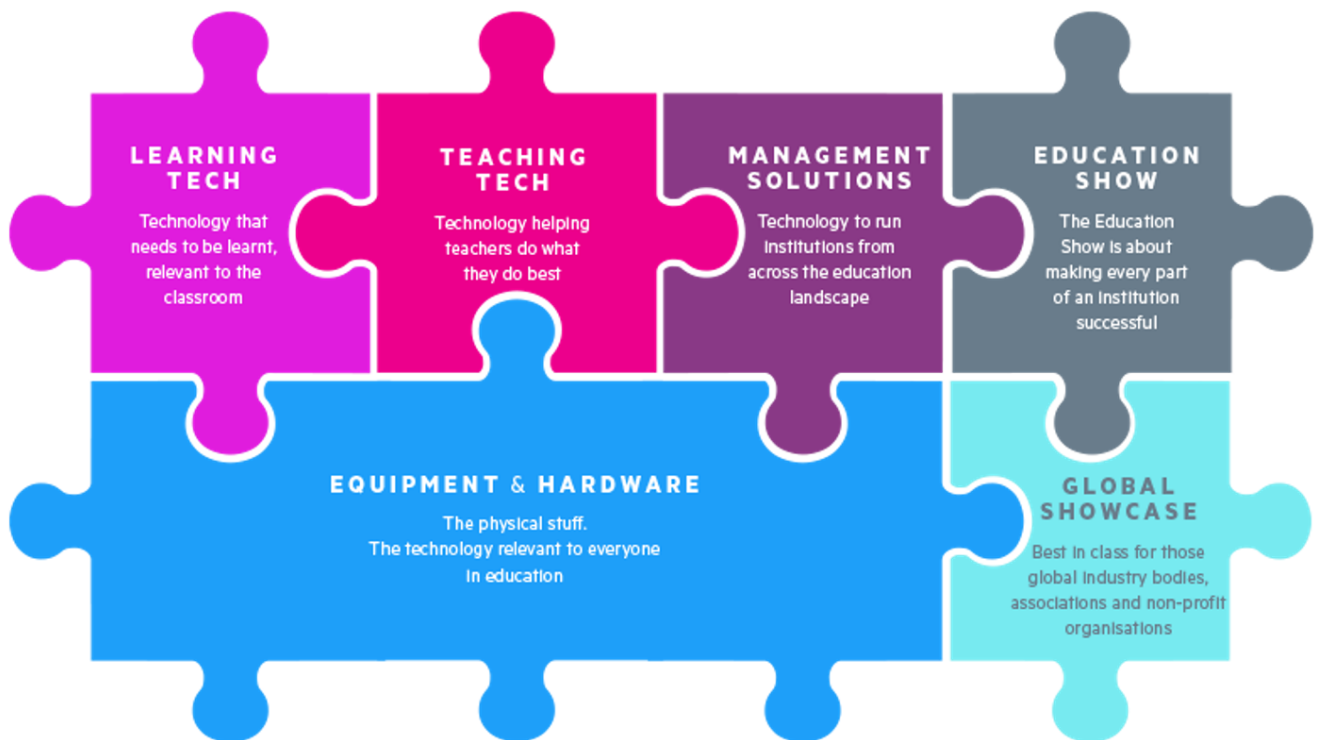 LEARNING
TECH
Technology that
needs to be learnt,
relevant to the
classroom
TEACHING
TECH
Technology helping
teachers do what
they do best
MANAGEMENT
SOLUTIONS
Technology to run
institutions from
across the education
landscape
EDUCATION
SHOW
The Education
Show is about
making every part
of an institution
successful
EQUIPMENT & HARDWARE
The physical stuff.
The technology relevant to everyone
in education
GLOBAL
SHOWCASE
Best in class for those
global industry bodies,
associations and non-profit
organisations